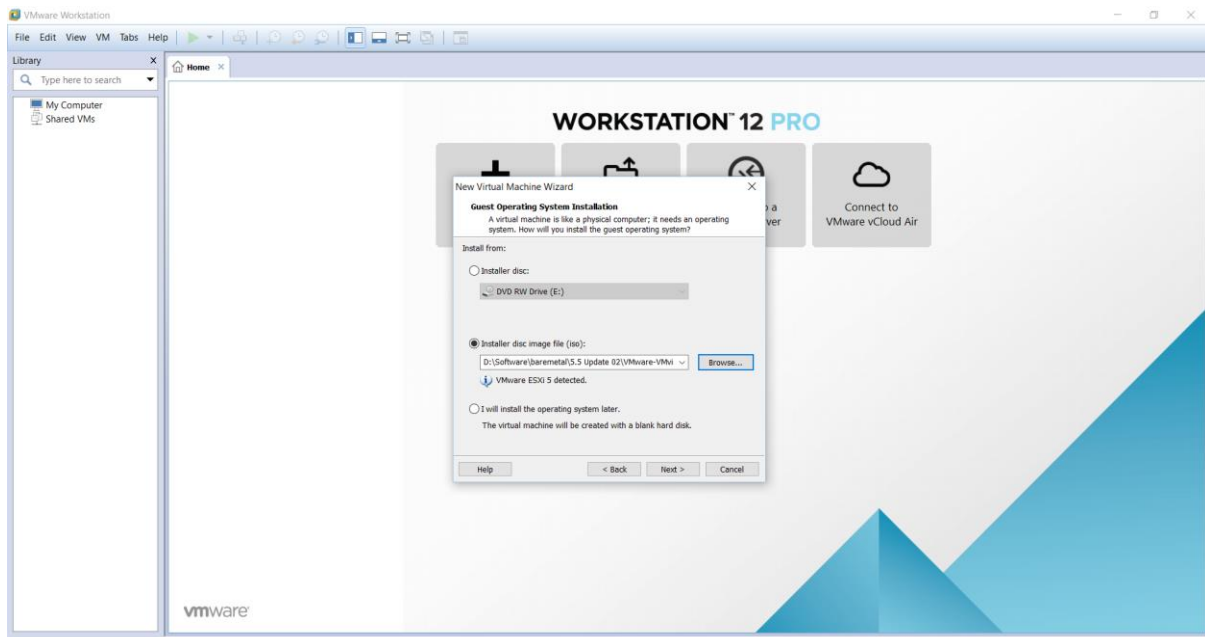 VMware Workstation
File Edit View VM Tabs Help
Library X
Type here to search
My Computer
Shared VMs
Home ×
WORKSTATION™ 12 PRO
Connect to
VMware vCloud Air
New Virtual Machine Wizard
Guest Operating System Installation
A virtual machine is like a physical computer; it needs an operating
system. How will you install the guest operating system?
Install from:
Installer disc:
DVD RW Drive (E:)
Installer disc image file (iso):
D:\Software\baremetal\5.5 Update 02\VMware-VMvi
Browse...
VMware ESXi 5 detected.
I will install the operating system later.
The virtual machine will be created with a blank hard disk.
Help < Back Next > Cancel
vmware